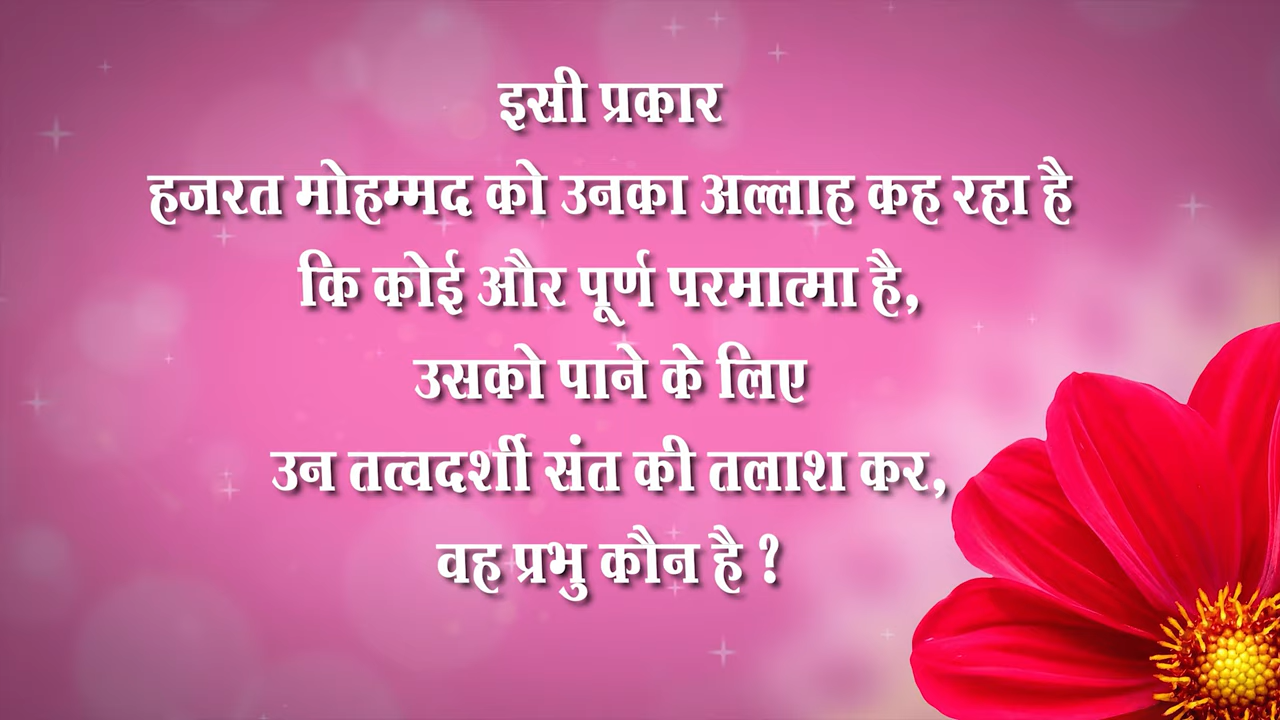 इसी प्रकार
हजरत मोहम्मद को उनका अल्लाह कह रहा है
कि कोई और पूर्ण परमात्मा है,
उसको पाने के लिए
उन तत्वदर्शी संत की तलाश कर,
वह प्रभु कौन है ?